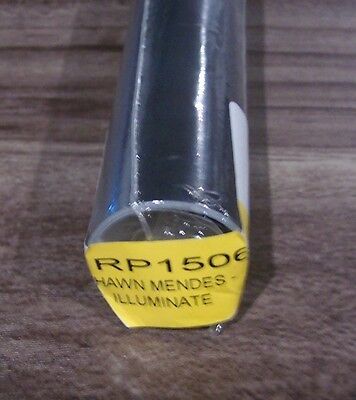 RP1506
HAWN MENDES -
ILLUMINATE